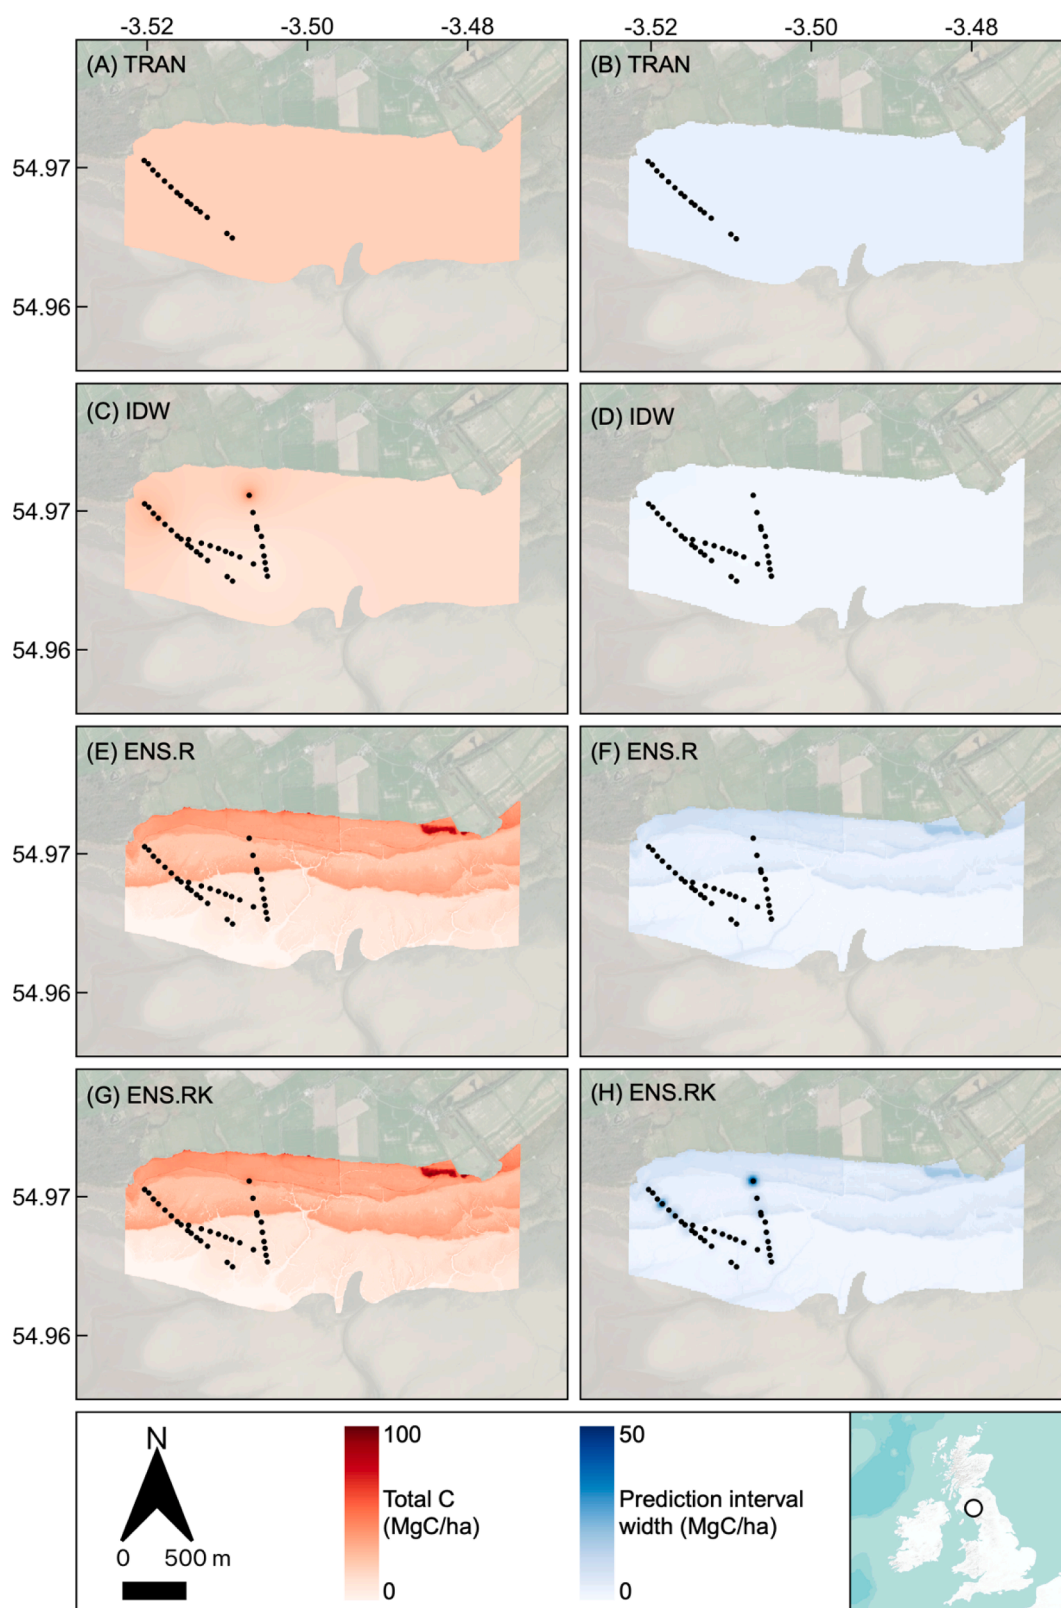 -3.52 -3.50 -3.48 -3.52 -3.50 -3.48
(A) TRAN (B) TRAN
54.97
54.96
(C) IDW (D) IDW
54.97
54.96
(E) ENS.R (F) ENS.R
54.97
54.96
(G) ENS.RK (H) ENS.RK
54.97
54.96
N
0 500 m
100
Total C
(MgC/ha)
0
50
Prediction interval
width (MgC/ha)
0